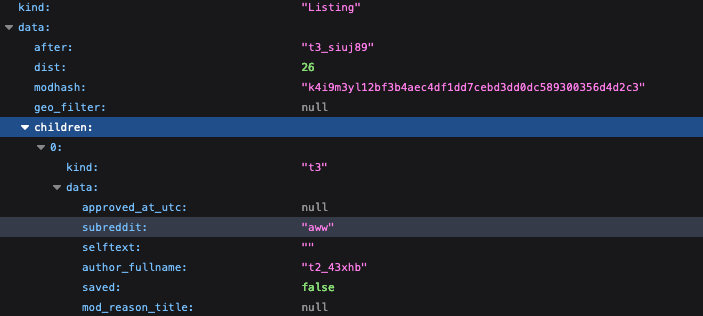 kind: "Listing"
data:
after: "t3_siuj89"
dist: 26
modhash: "k4i9m3yl12bf3b4aec4df1dd7cebd3dd0dc589300356d4d2c3"
geo_filter: null
children:
0:
kind: "t3"
data:
approved_at_utc: null
subreddit: "aww"
selftext: ""
author_fullname: "t2_43xhb"
saved: false
mod_reason_title: null